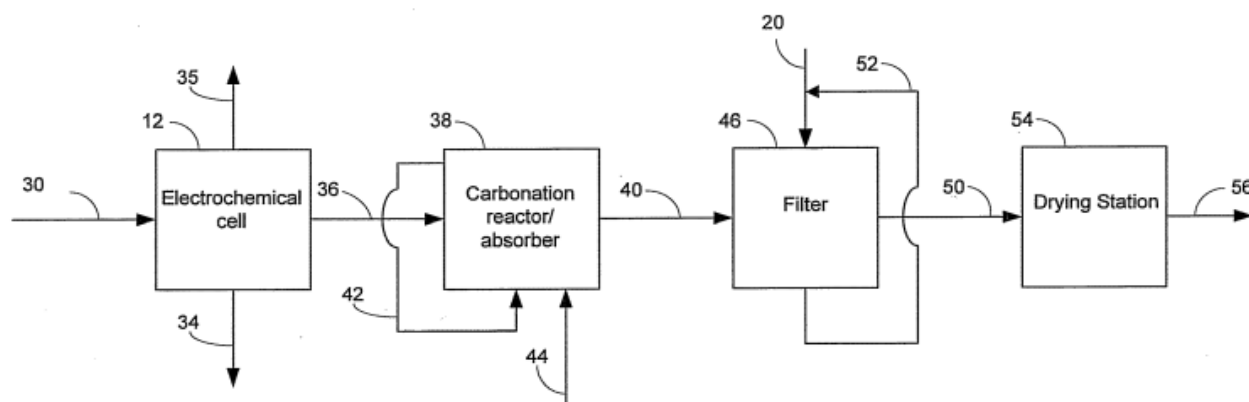 20
35
52
12
38
46
54
Electrochemical
cell
Carbonation
reactor/
absorber
Filter
Drying Station
30
36
40
50
56
42
34
44